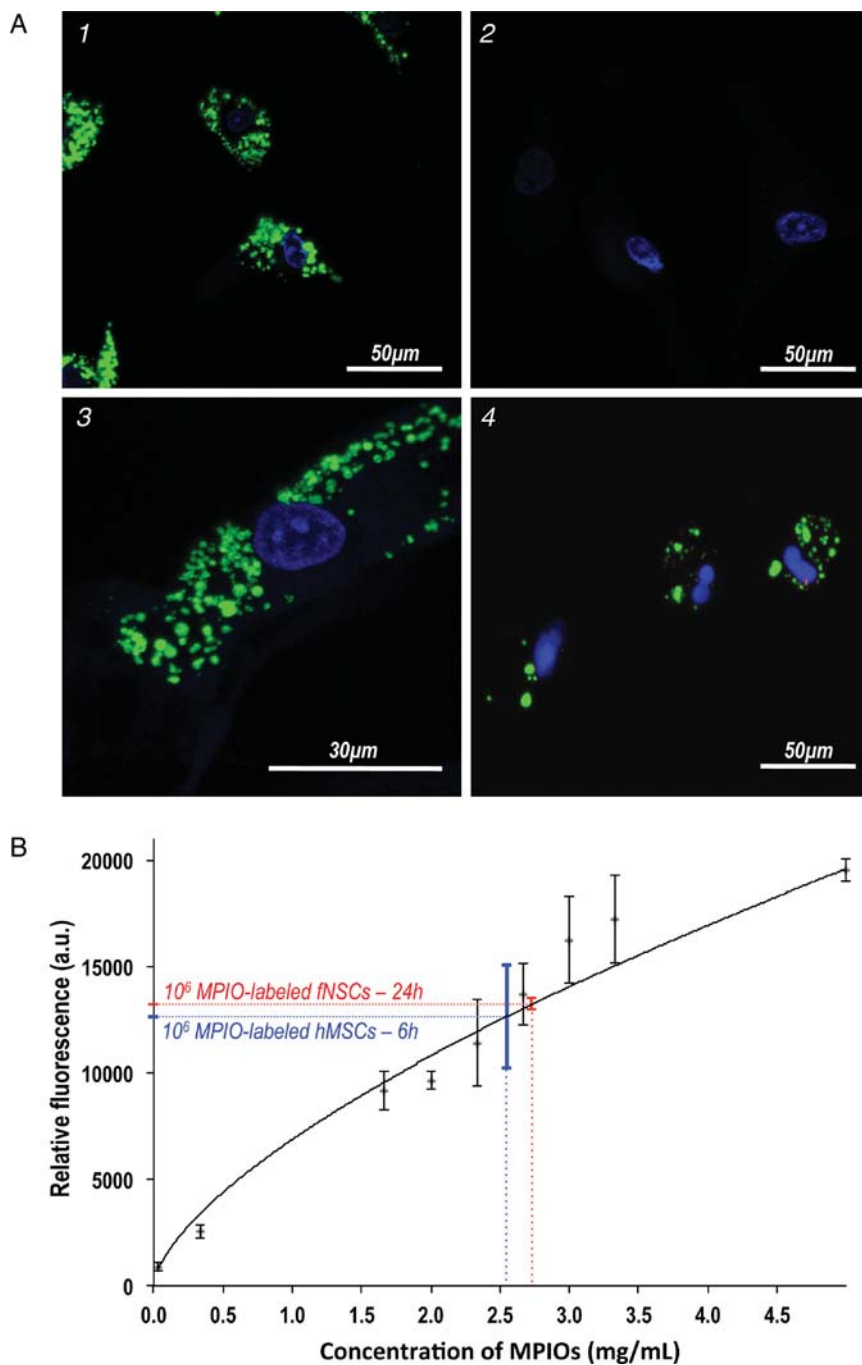 A
1
50µm
2
50µm
3
30µm
4
50µm
B
Relative fluorescence (a.u.)
20000
15000
10000
5000
0
10⁶ MPIO-labeled fNSCs – 24h
10⁶ MPIO-labeled hMSCs – 6h
0.0 0.5 1.0 1.5 2.0 2.5 3.0 3.5 4.0 4.5
Concentration of MPIOs (mg/mL)